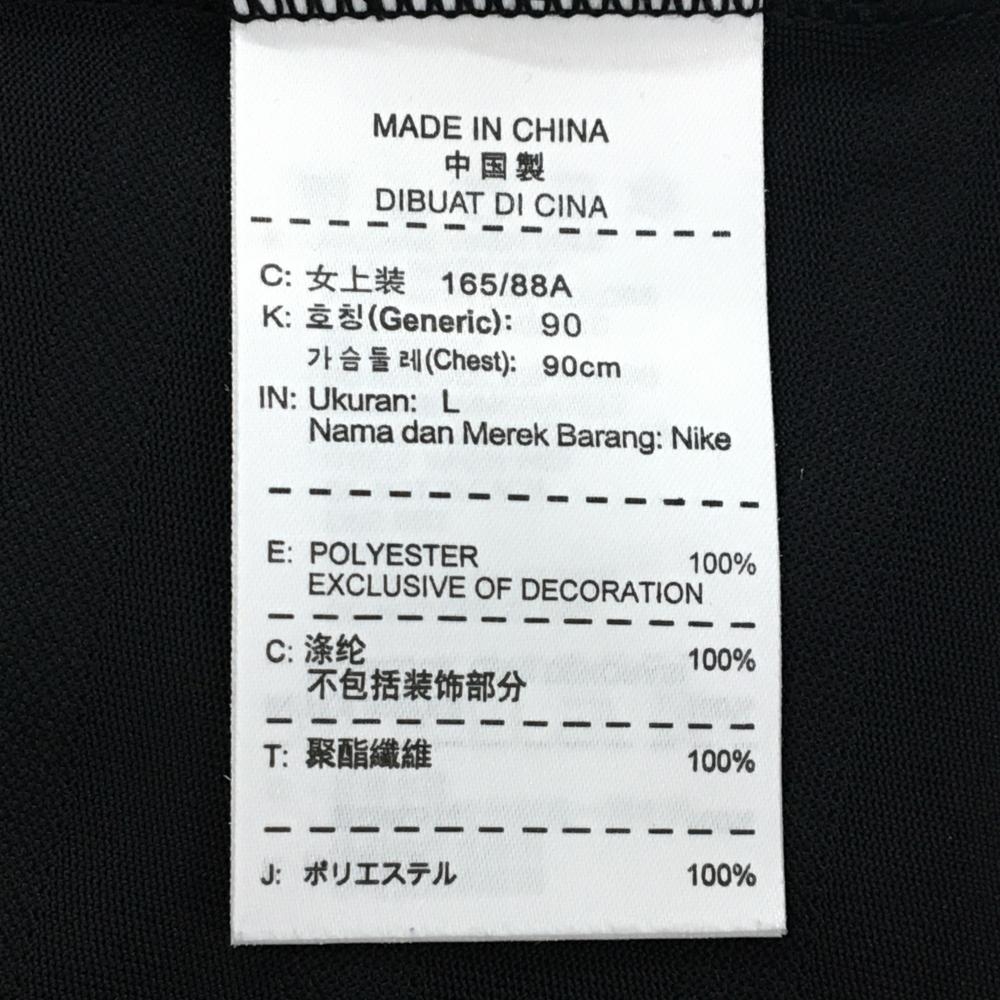 MADE IN CHINA
中国製
DIBUAT DI CINA
C: 女上装 165/88A
K: 호칭(Generic): 90
가슴둘레(Chest): 90cm
IN: Ukuran: L
Nama dan Merek Barang: Nike
E: POLYESTER 100%
EXCLUSIVE OF DECORATION
C: 涤纶 100%
不包括装饰部分
T: 聚酯纖維 100%
J: ポリエステル 100%